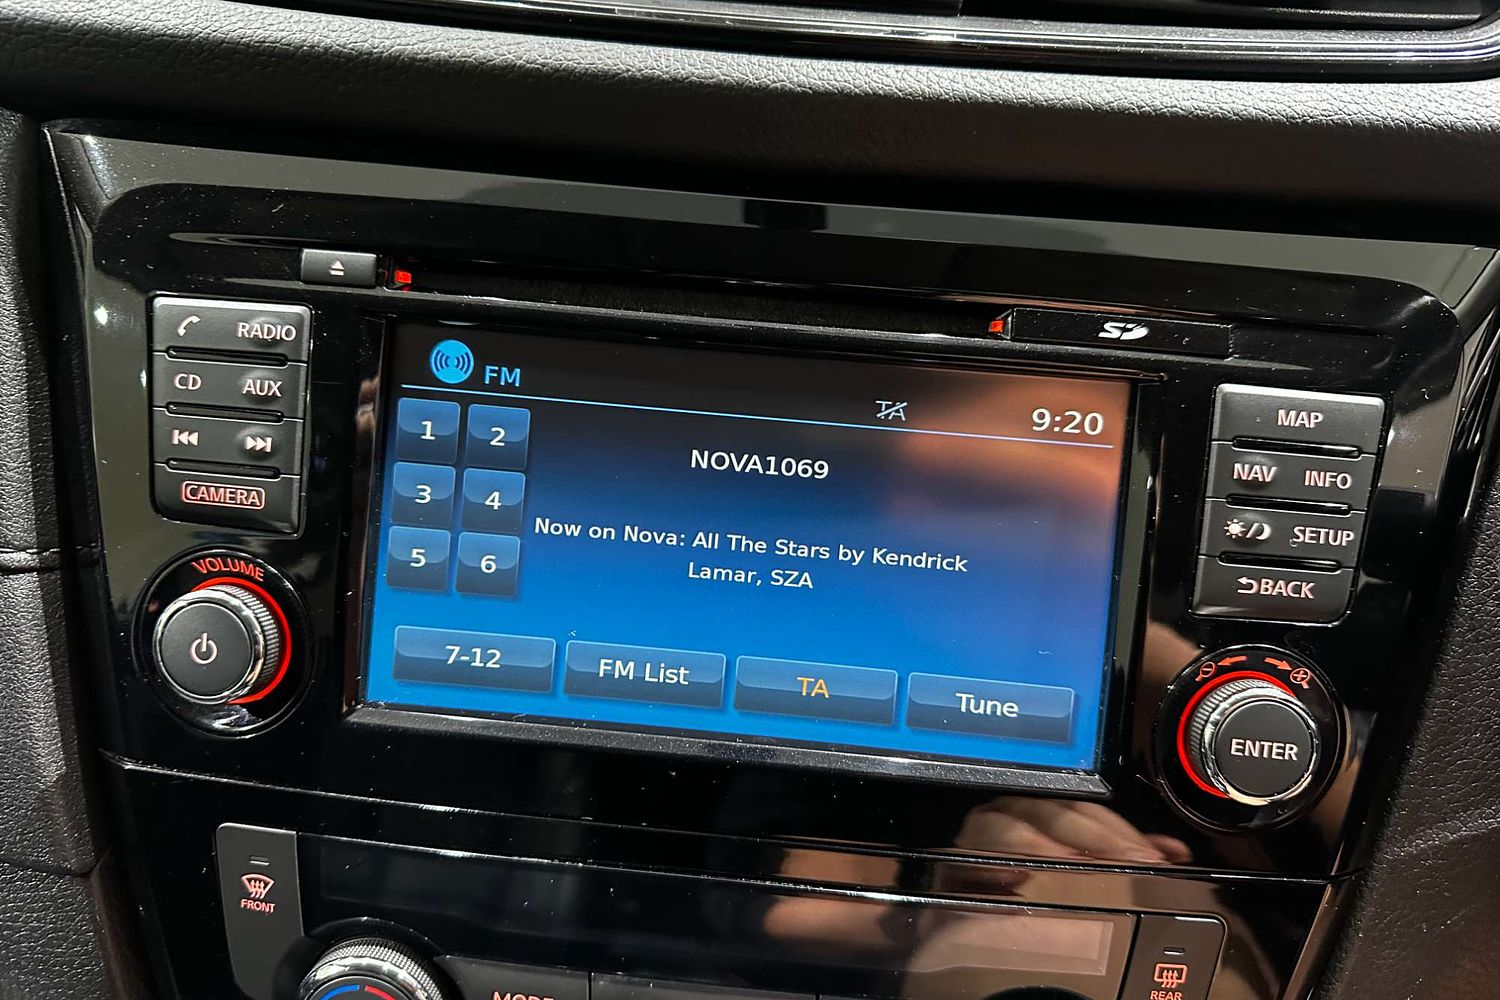 RADIO
CD AUX
CAMERA
VOLUME
SD
FM
TA
9:20
1 2
3 4
5 6
NOVA1069
Now on Nova: All The Stars by Kendrick
Lamar, SZA
7-12 FM List TA Tune
MAP
NAV INFO
SETUP
BACK
ENTER
FRONT
MODE
REAR